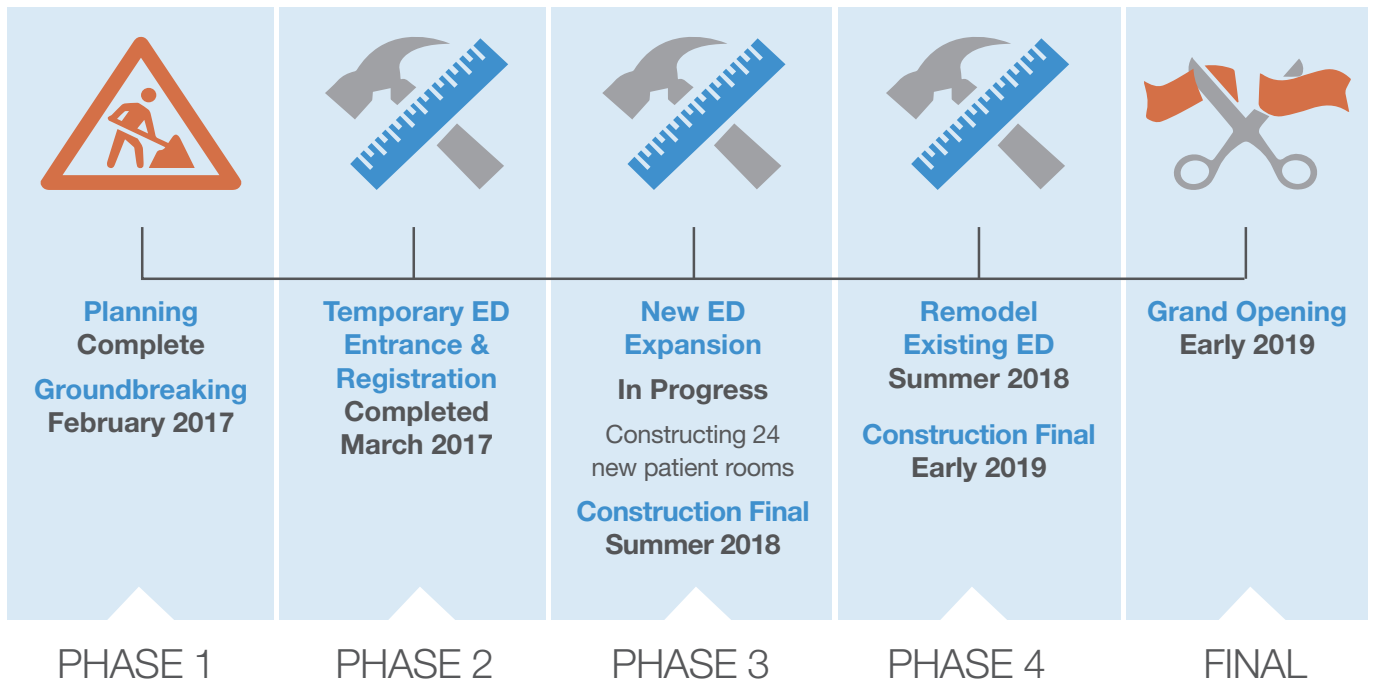 Planning
Complete
Groundbreaking
February 2017
PHASE 1
Temporary ED
Entrance &
Registration
Completed
March 2017
PHASE 2
New ED
Expansion
In Progress
Constructing 24
new patient rooms
Construction Final
Summer 2018
PHASE 3
Remodel
Existing ED
Summer 2018
Construction Final
Early 2019
PHASE 4
Grand Opening
Early 2019
FINAL